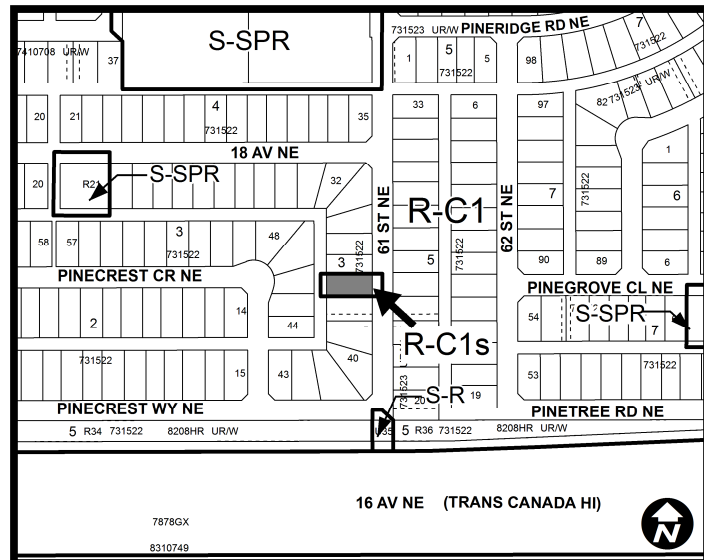 731523 UR/W PINERIDGE RD NE
S-SPR
7410708 UR/W
37
1
5
731522
5
98
7
731522
4
731522
20
21
35
33
6
97
82
731523 UR/W
18 AV NE
20
R21
S-SPR
32
61 ST NE
R-C1
62 ST NE
731522
7
1
6
58
57
3
731522
48
3
731522
5
731522
90
89
6
PINECREST CR NE
PINEGROVE CL NE
2
731522
14
44
R-C1s
54
S-SPR
7
15
43
40
731523
20
19
53
731522
S-R
PINECREST WY NE
PINETREE RD NE
5 R34 731522 8208HR UR/W
U35
5 R36 731522 8208HR UR/W
16 AV NE (TRANS CANADA HI)
7878GX
8310749
N